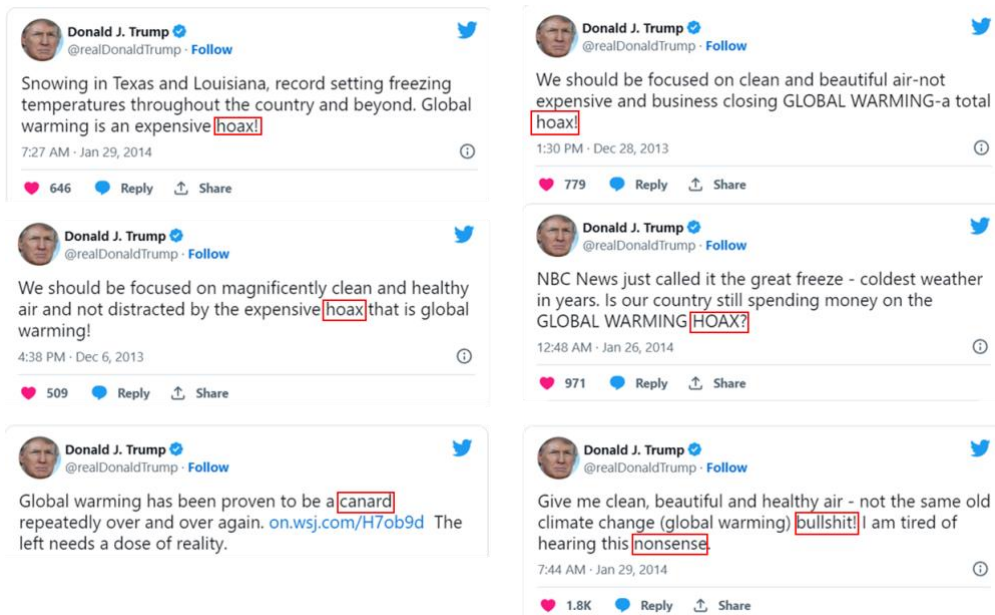 Donald J. Trump
@realDonaldTrump · Follow
Snowing in Texas and Louisiana, record setting freezing
temperatures throughout the country and beyond. Global
warming is an expensive hoax!
7:27 AM · Jan 29, 2014
646 Reply Share
Donald J. Trump
@realDonaldTrump · Follow
We should be focused on clean and beautiful air-not
expensive and business closing GLOBAL WARMING-a total
hoax!
1:30 PM · Dec 28, 2013
779 Reply Share
Donald J. Trump
@realDonaldTrump · Follow
We should be focused on magnificently clean and healthy
air and not distracted by the expensive hoax that is global
warming!
4:38 PM · Dec 6, 2013
509 Reply Share
Donald J. Trump
@realDonaldTrump · Follow
NBC News just called it the great freeze - coldest weather
in years. Is our country still spending money on the
GLOBAL WARMING HOAX?
12:48 AM · Jan 26, 2014
971 Reply Share
Donald J. Trump
@realDonaldTrump · Follow
Global warming has been proven to be a canard
repeatedly over and over again. on.wsj.com/H7ob9d The
left needs a dose of reality.
Donald J. Trump
@realDonaldTrump · Follow
Give me clean, beautiful and healthy air - not the same old
climate change (global warming) bullshit! I am tired of
hearing this nonsense.
7:44 AM · Jan 29, 2014
1.8K Reply Share